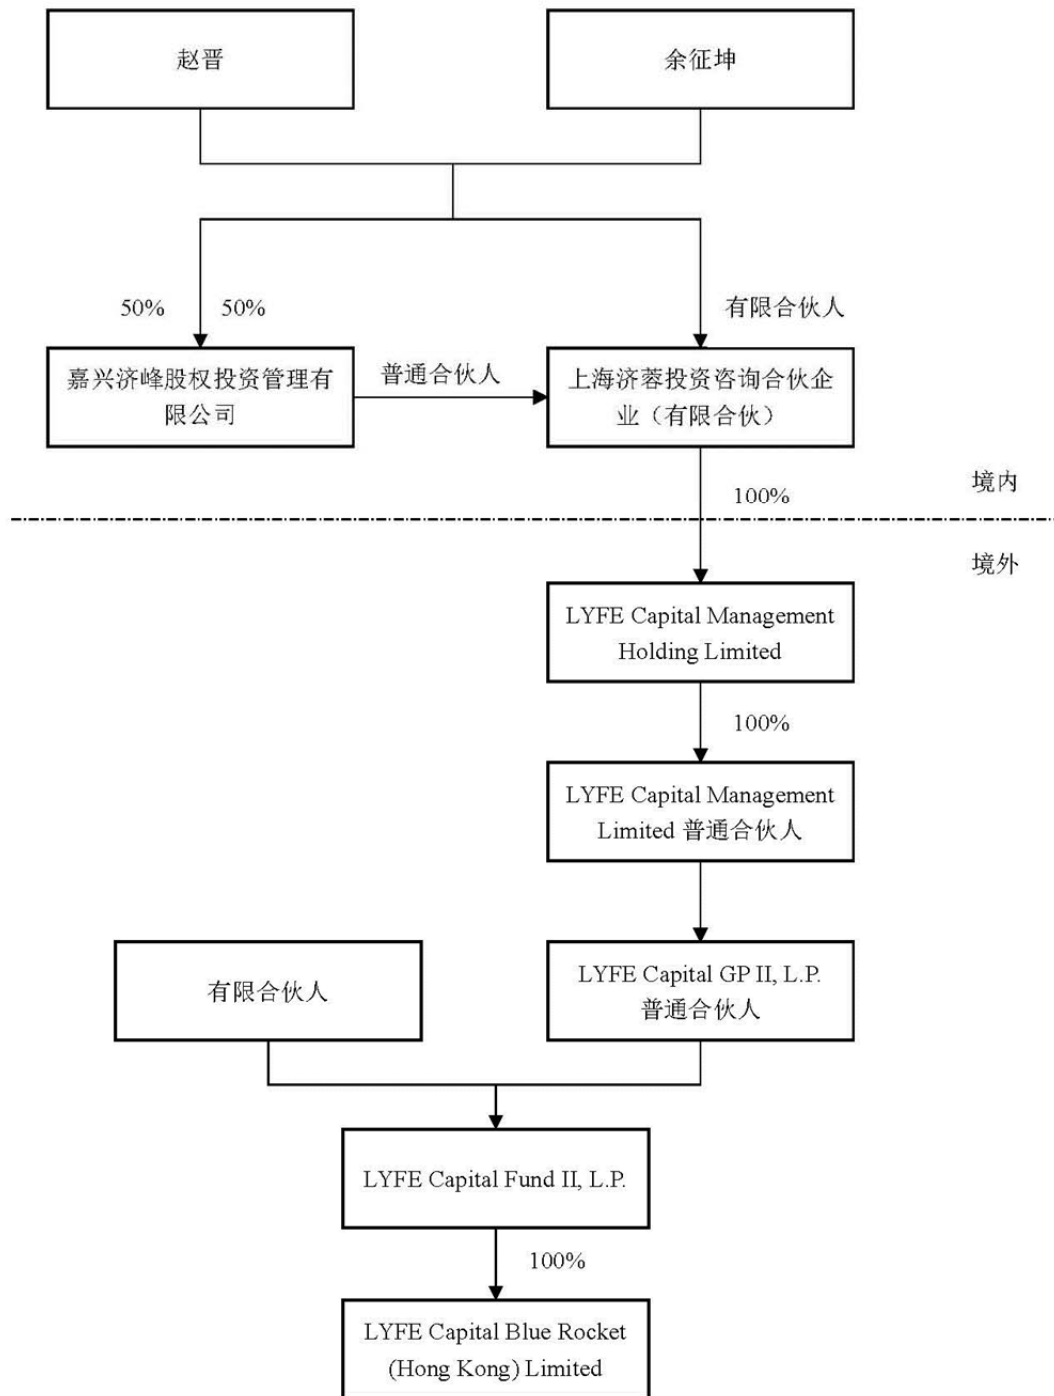 赵晋
余征坤
50%
50%
有限合伙人
嘉兴济峰股权投资管理有
限公司
普通合伙人
上海济蓉投资咨询合伙企
业（有限合伙）
100%
境内
境外
LYFE Capital Management
Holding Limited
100%
LYFE Capital Management
Limited 普通合伙人
有限合伙人
LYFE Capital GP II, L.P.
普通合伙人
LYFE Capital Fund II, L.P.
100%
LYFE Capital Blue Rocket
(Hong Kong) Limited